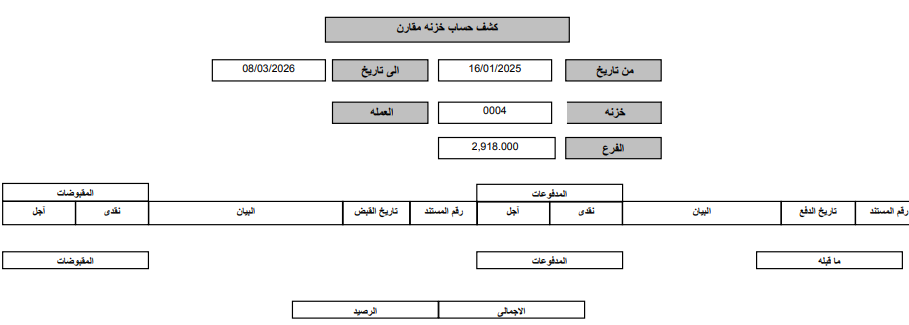 كشف حساب خزنه مقارن
من تاريخ 16/01/2025 الى تاريخ 08/03/2026
خزنه 0004 العمله
الفرع 2,918.000
المدفوعات المقبوضات
رقم المستند تاريخ الدفع البيان نقدى أجل رقم المستند تاريخ القبض البيان نقدى أجل
ما قبله المدفوعات المقبوضات
الاجمالى الرصيد